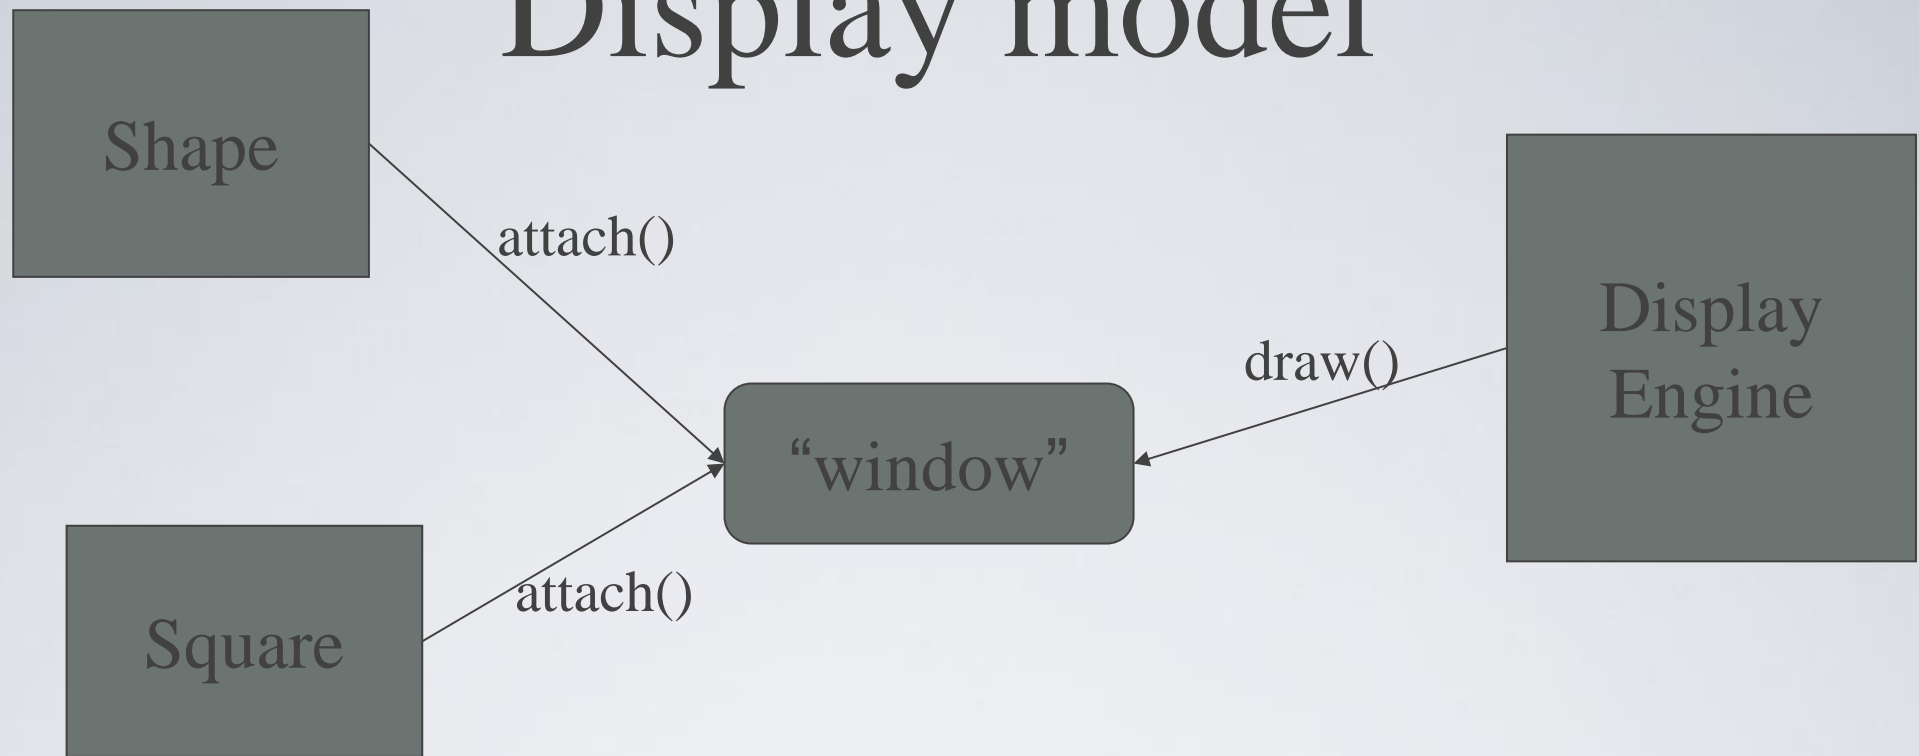 Display model
Shape
attach()
Display
Engine
draw()
“window”
attach()
Square